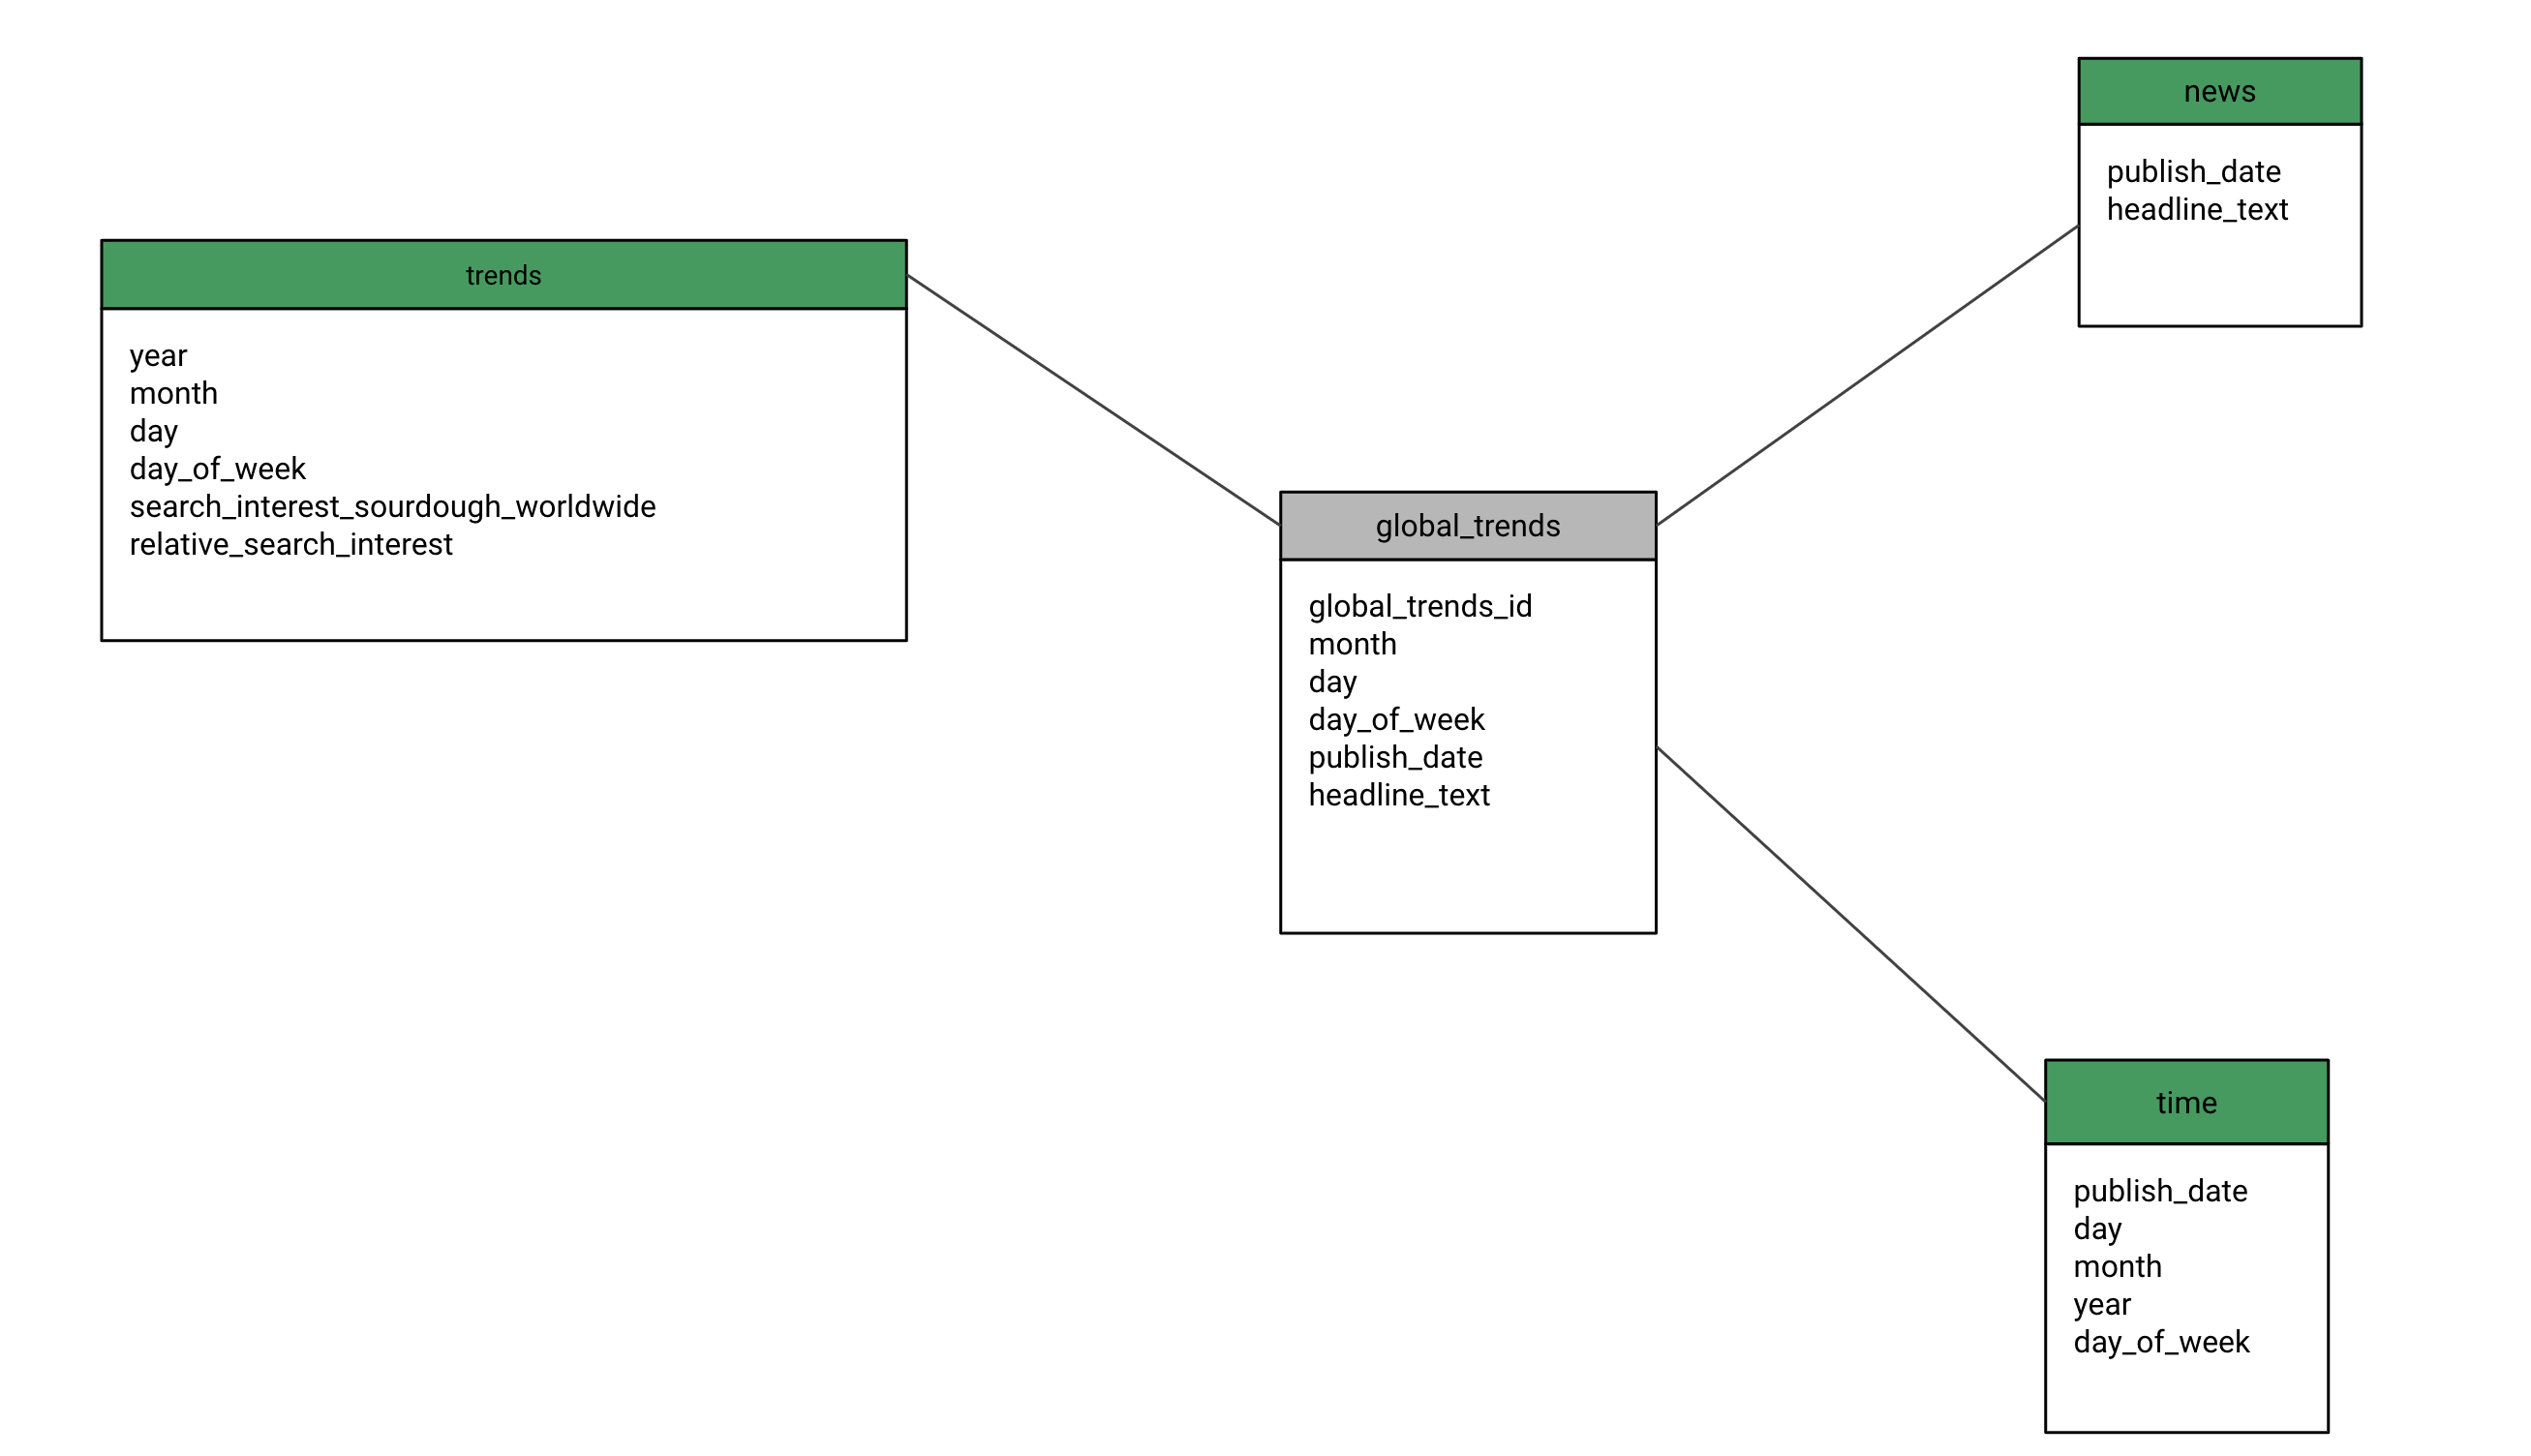 trends
year
month
day
day_of_week
search_interest_sourdough_worldwide
relative_search_interest
global_trends
global_trends_id
month
day
day_of_week
publish_date
headline_text
news
publish_date
headline_text
time
publish_date
day
month
year
day_of_week